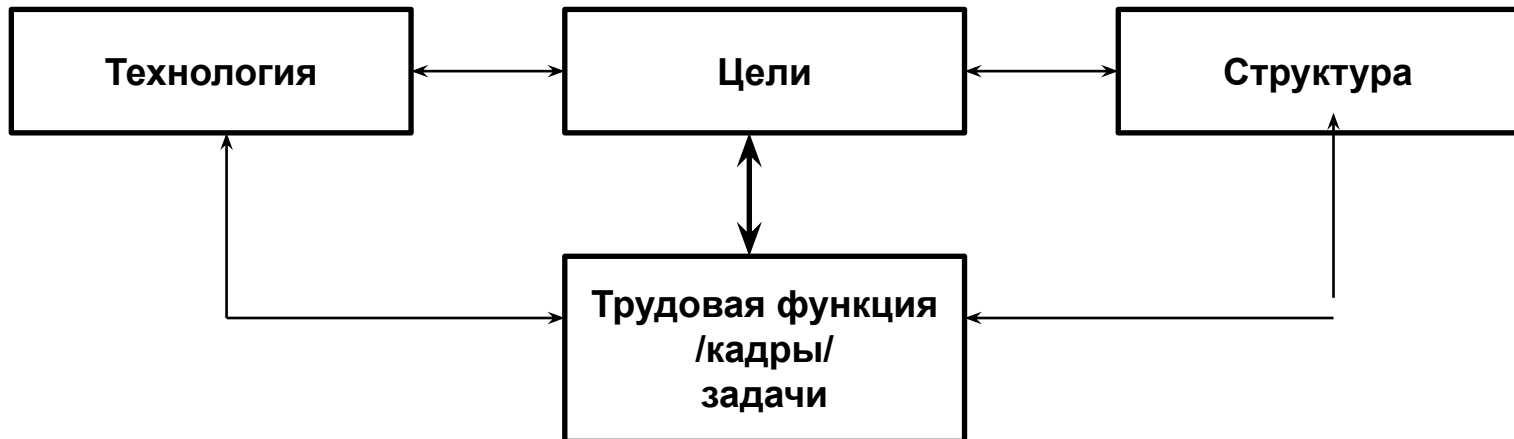 Технология
Цели
Структура
Трудовая функция
/кадры/
задачи